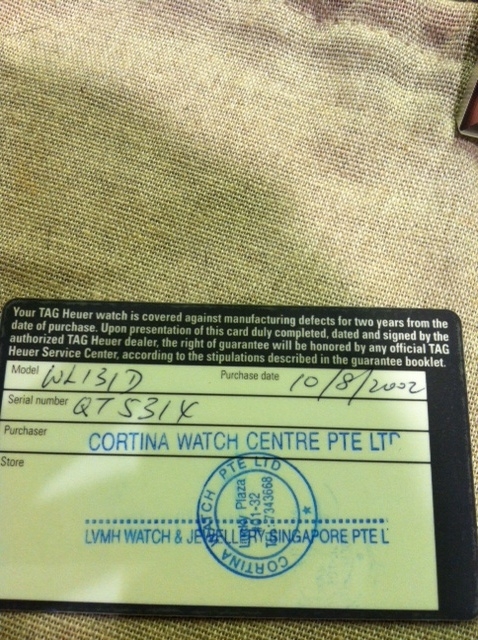 Your TAG Heuer watch is covered against manufacturing defects for two years from the
date of purchase. Upon presentation of this card duly completed, dated and signed by the
authorized TAG Heuer dealer, the right of guarantee will be honored by any official TAG
Heuer Service Center, according to the stipulations described in the guarantee booklet.
Model WL131D Purchase date 10/8/2002
Serial number QT5314
Purchaser CORTINA WATCH CENTRE PTE LTD
Store
CORTINA WATCH PTE LTD
Plaza
#01-32
7343668
LVMH WATCH & JEWELLERY SINGAPORE PTE L